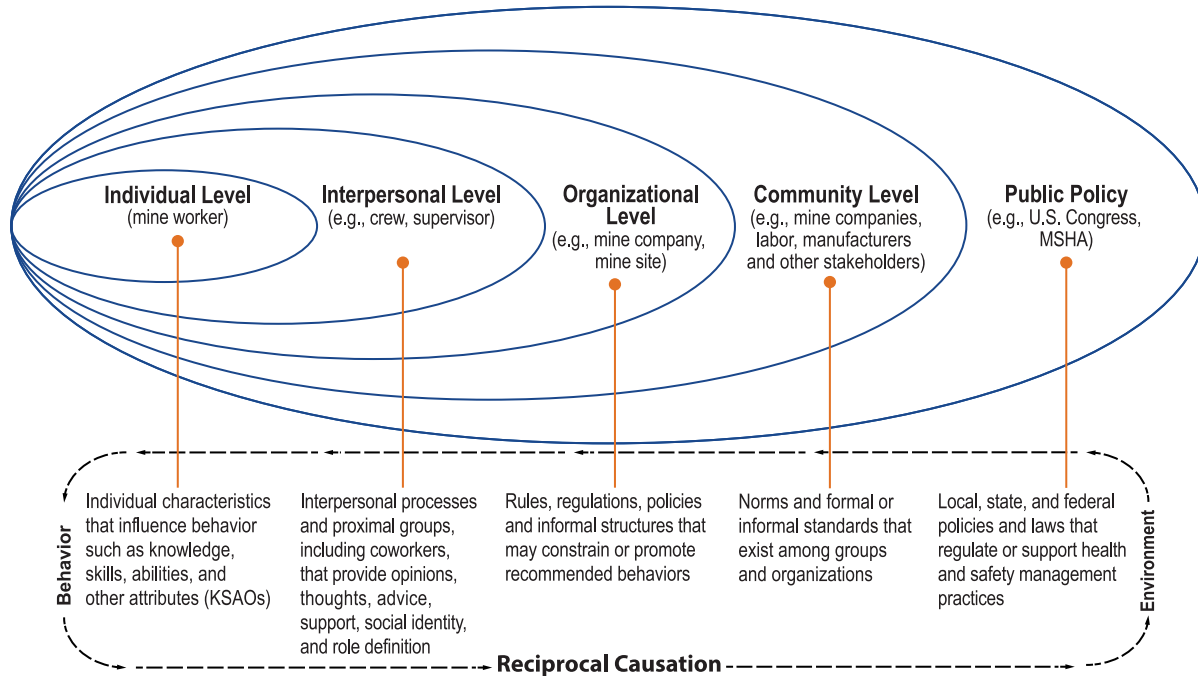 Individual Level
(mine worker)
Interpersonal Level
(e.g., crew, supervisor)
Organizational
Level
(e.g., mine company,
mine site)
Community Level
(e.g., mine companies,
labor, manufacturers
and other stakeholders)
Public Policy
(e.g., U.S. Congress,
MSHA)
Behavior
Individual characteristics
that influence behavior
such as knowledge,
skills, abilities, and
other attributes (KSAOs)
Interpersonal processes
and proximal groups,
including coworkers,
that provide opinions,
thoughts, advice,
support, social identity,
and role definition
Rules, regulations, policies
and informal structures that
may constrain or promote
recommended behaviors
Norms and formal or
informal standards that
exist among groups
and organizations
Local, state, and federal
policies and laws that
regulate or support health
and safety management
practices
Environment
Reciprocal Causation